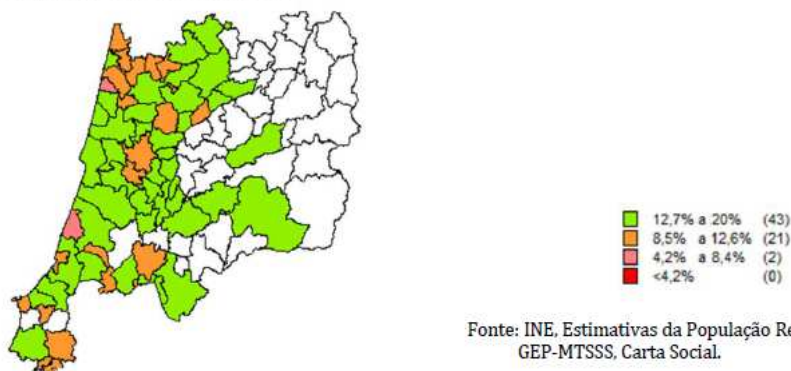 12,7% a 20% (43)
8,5% a 12,6% (21)
4,2% a 8,4% (2)
<4,2% (0)
Fonte: INE, Estimativas da População Re
GEP-MTSSS, Carta Social.